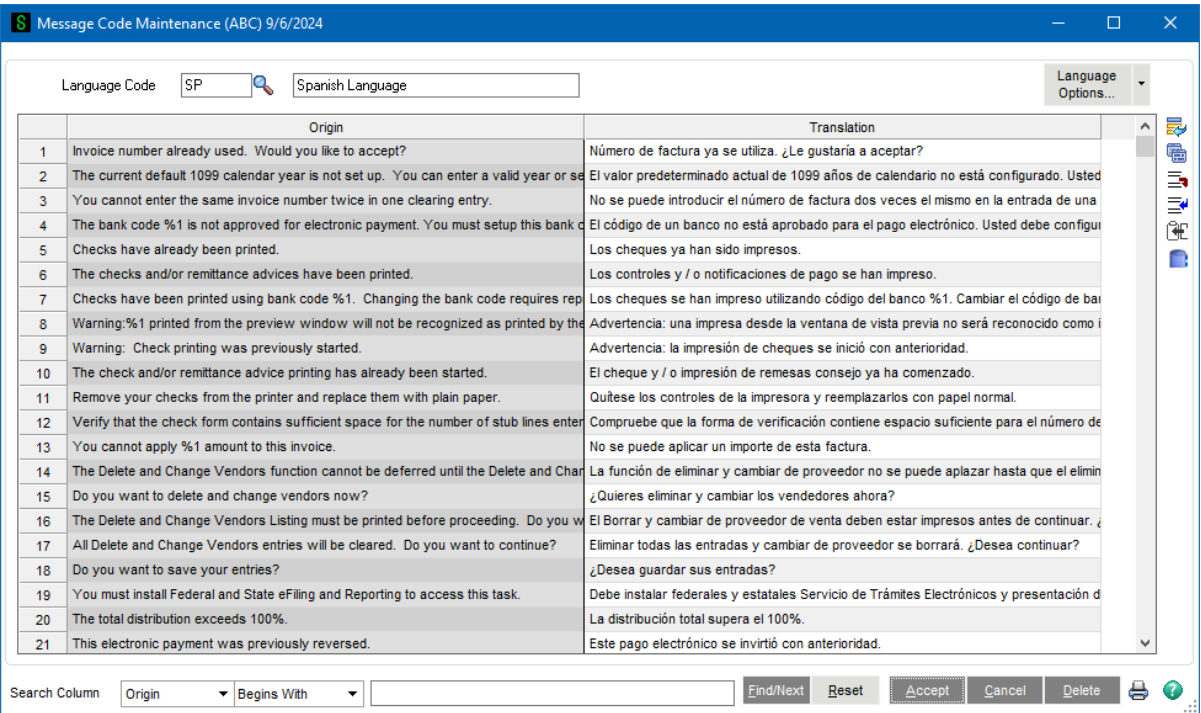 S Message Code Maintenance (ABC) 9/6/2024
Language Code SP Spanish Language Language Options...
Origin Translation
1 Invoice number already used.  Would you like to accept? Número de factura ya se utiliza. ¿Le gustaría a aceptar?
2 The current default 1099 calendar year is not set up.  You can enter a valid year or se El valor predeterminado actual de 1099 años de calendario no está configurado. Usted
3 You cannot enter the same invoice number twice in one clearing entry. No se puede introducir el número de factura dos veces el mismo en la entrada de una
4 The bank code %1 is not approved for electronic payment. You must setup this bank c El código de un banco no está aprobado para el pago electrónico. Usted debe configur
5 Checks have already been printed. Los cheques ya han sido impresos.
6 The checks and/or remittance advices have been printed. Los controles y / o notificaciones de pago se han impreso.
7 Checks have been printed using bank code %1.  Changing the bank code requires rep Los cheques se han impreso utilizando código del banco %1. Cambiar el código de bar
8 Warning:%1 printed from the preview window will not be recognized as printed by the Advertencia: una impresa desde la ventana de vista previa no será reconocido como i
9 Warning:  Check printing was previously started. Advertencia: la impresión de cheques se inició con anterioridad.
10 The check and/or remittance advice printing has already been started. El cheque y / o impresión de remesas consejo ya ha comenzado.
11 Remove your checks from the printer and replace them with plain paper. Quítese los controles de la impresora y reemplazarlos con papel normal.
12 Verify that the check form contains sufficient space for the number of stub lines enter Compruebe que la forma de verificación contiene espacio suficiente para el número de
13 You cannot apply %1 amount to this invoice. No se puede aplicar un importe de esta factura.
14 The Delete and Change Vendors function cannot be deferred until the Delete and Char La función de eliminar y cambiar de proveedor no se puede aplazar hasta que el elimin
15 Do you want to delete and change vendors now? ¿Quieres eliminar y cambiar los vendedores ahora?
16 The Delete and Change Vendors Listing must be printed before proceeding.  Do you w El Borrar y cambiar de proveedor de venta deben estar impresos antes de continuar. ¿
17 All Delete and Change Vendors entries will be cleared.  Do you want to continue? Eliminar todas las entradas y cambiar de proveedor se borrará. ¿Desea continuar?
18 Do you want to save your entries? ¿Desea guardar sus entradas?
19 You must install Federal and State eFiling and Reporting to access this task. Debe instalar federales y estatales Servicio de Trámites Electrónicos y presentación d
20 The total distribution exceeds 100%. La distribución total supera el 100%.
21 This electronic payment was previously reversed. Este pago electrónico se invirtió con anterioridad.
Search Column Origin Begins With Find/Next Reset Accept Cancel Delete ?